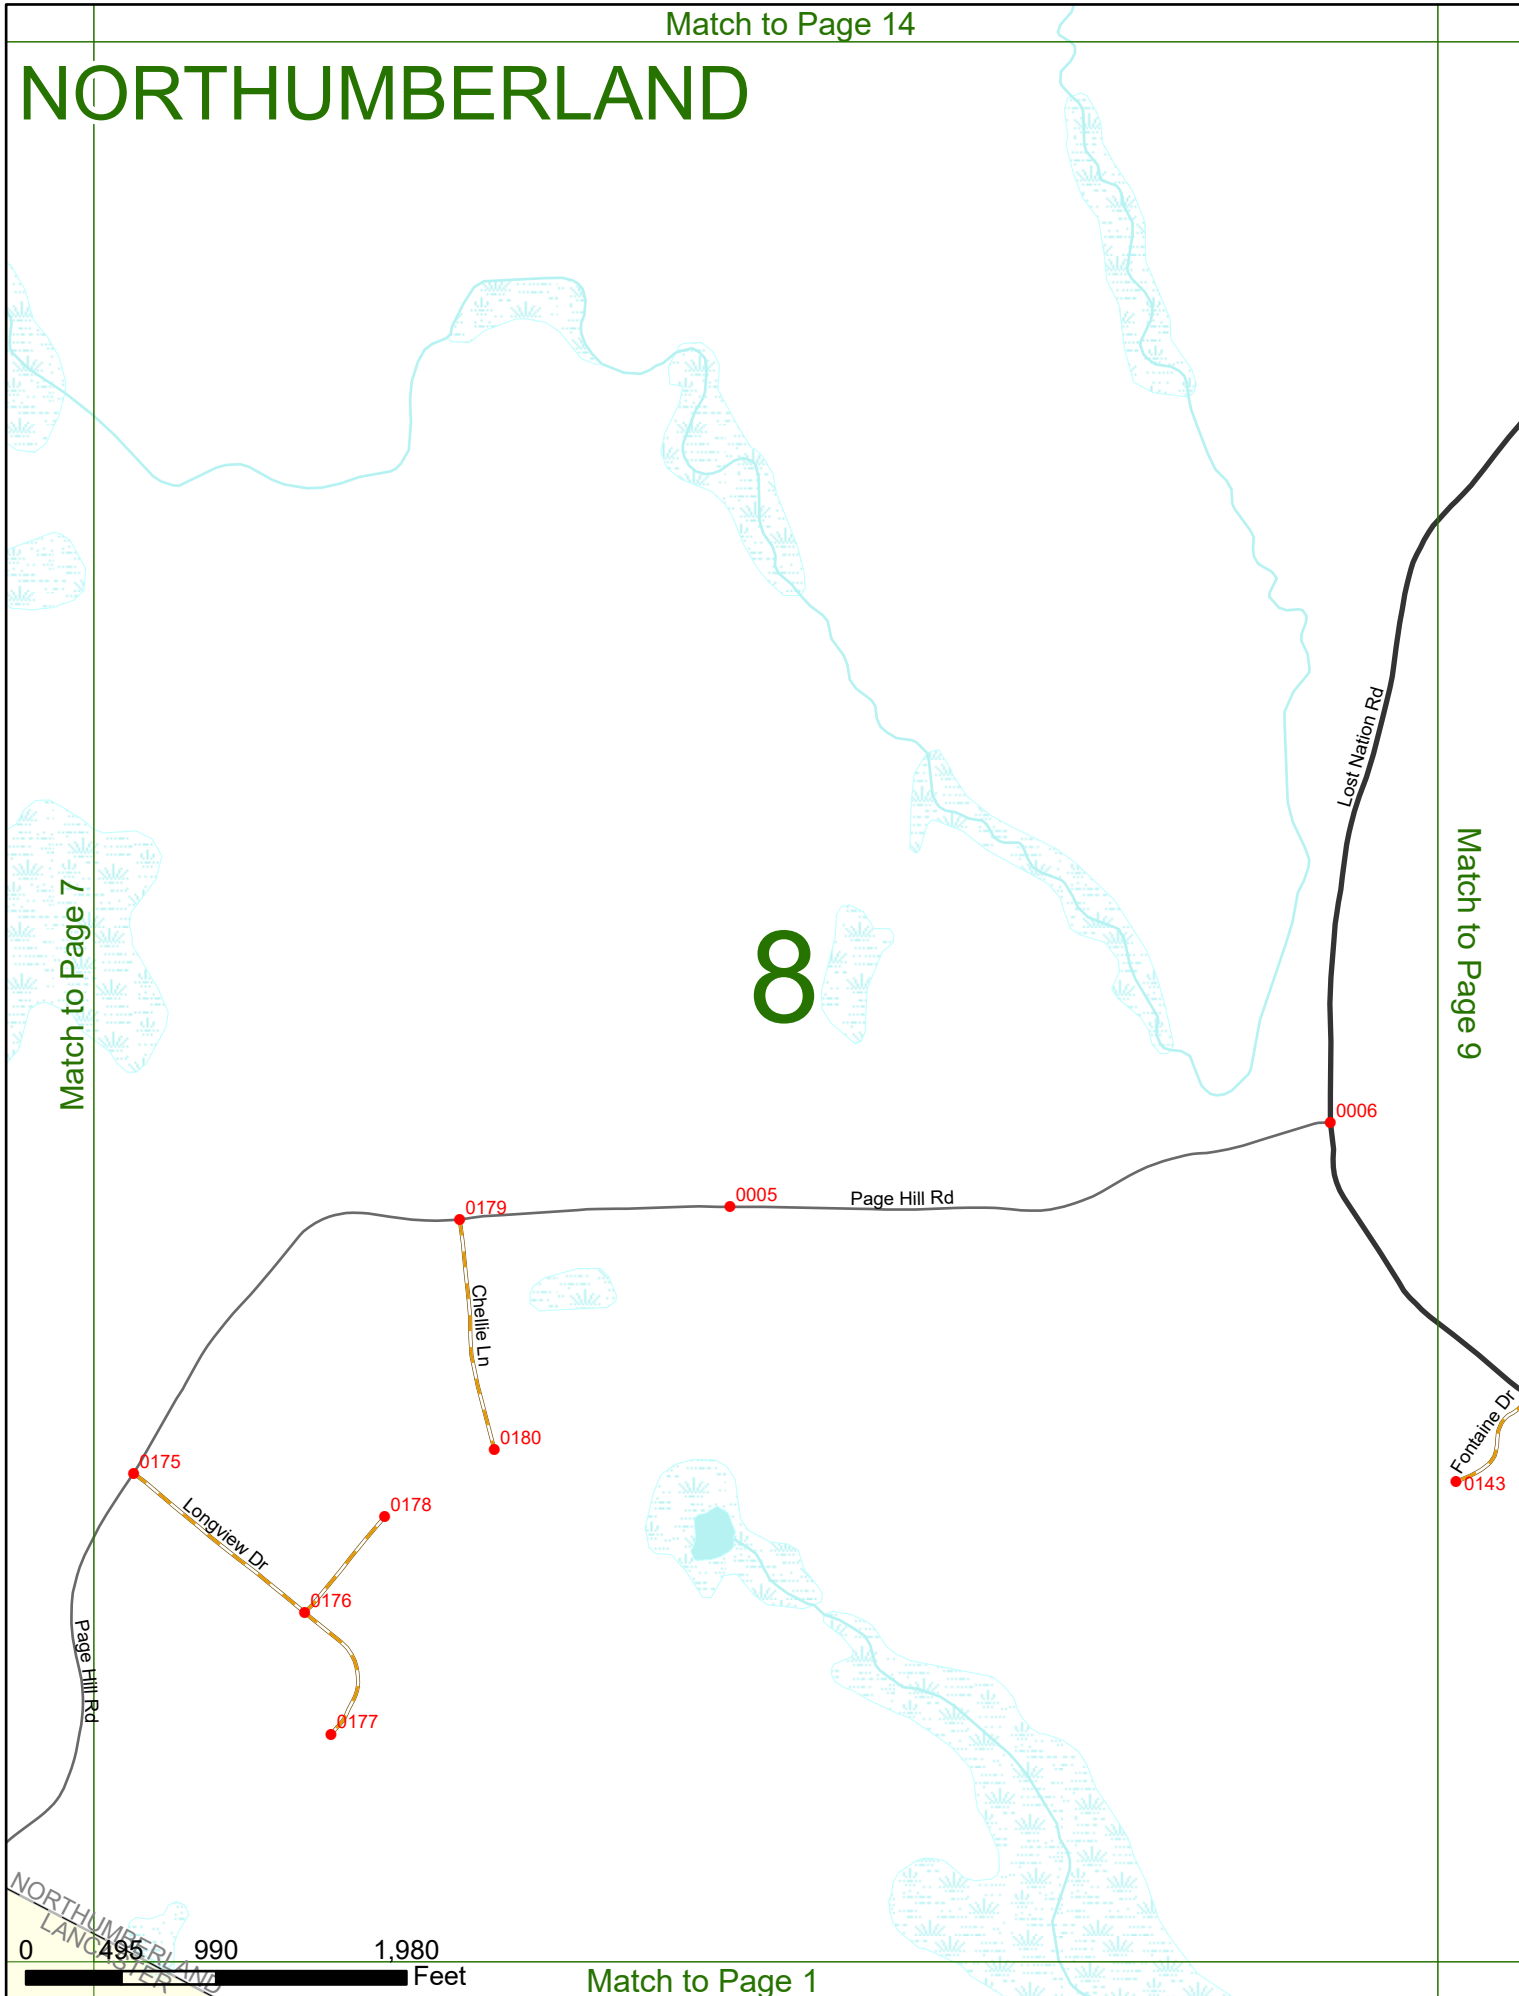 Match to Page 14
NORTHUMBERLAND
Lost Nation Rd
Match to Page 7
8
Match to Page 9
0006
0179
0005
Page Hill Rd
Chellie Ln
0180
0175
0178
Fontaine Dr
0143
Longview Dr
0176
Page Hill Rd
0177
NORTHUMBERLAND
LANCASTER
0 495 990 1,980
Feet
Match to Page 1